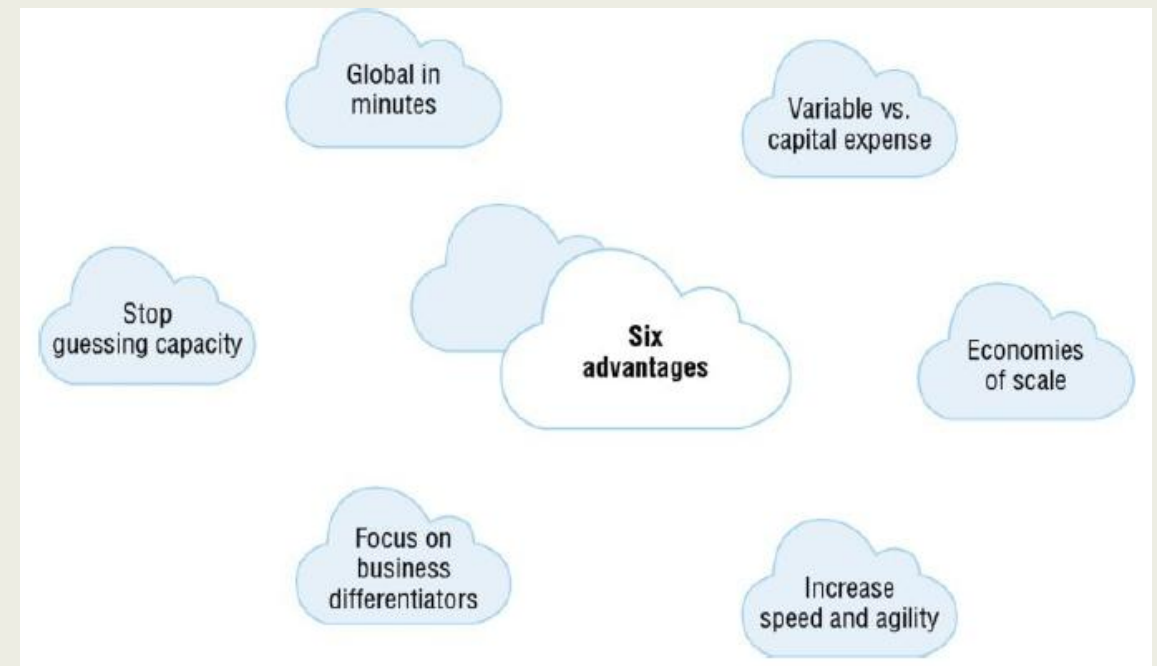 Global in
minutes
Variable vs.
capital expense
Stop
guessing capacity
Six
advantages
Economies
of scale
Focus on
business
differentiators
Increase
speed and agility